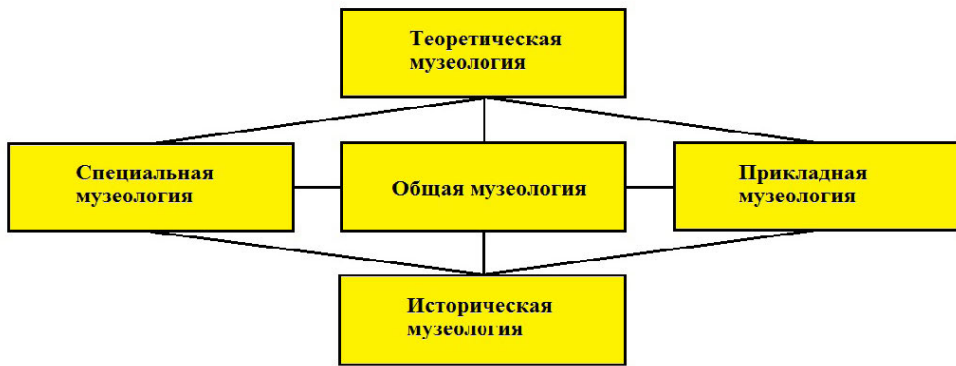 Теоретическая
музеология
Специальная
музеология
Общая музеология
Прикладная
музеология
Историческая
музеология